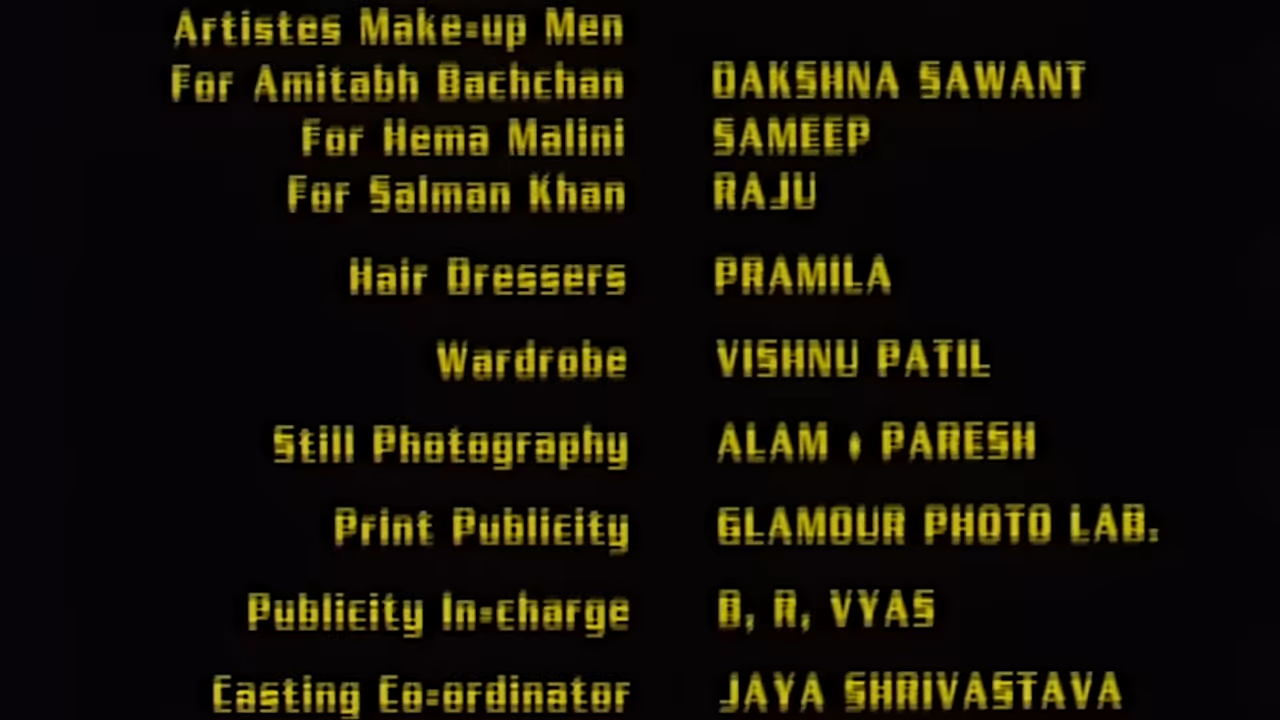 Artistes Make-up Men
For Amitabh Bachchan DAKSHNA SAWANT
For Hema Malini SAMEEP
For Salman Khan RAJU
Hair Dressers PRAMILA
Wardrobe VISHNU PATIL
Still Photography ALAM • PARESH
Print Publicity GLAMOUR PHOTO LAB.
Publicity In-charge B, R, VYAS
Casting Co-ordinator JAYA SHRIVASTAVA